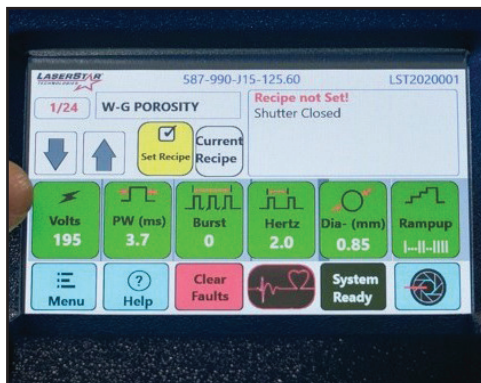 LASERSTAR
TECHNOLOGIES
587-990-J15-125.60
LST2020001
1/24
W-G POROSITY
Recipe not Set!
Shutter Closed
Set Recipe
Current
Recipe
Volts
195
PW (ms)
3.7
Burst
0
Hertz
2.0
Dia- (mm)
0.85
Rampup
Menu
?
Help
Clear
Faults
System
Ready